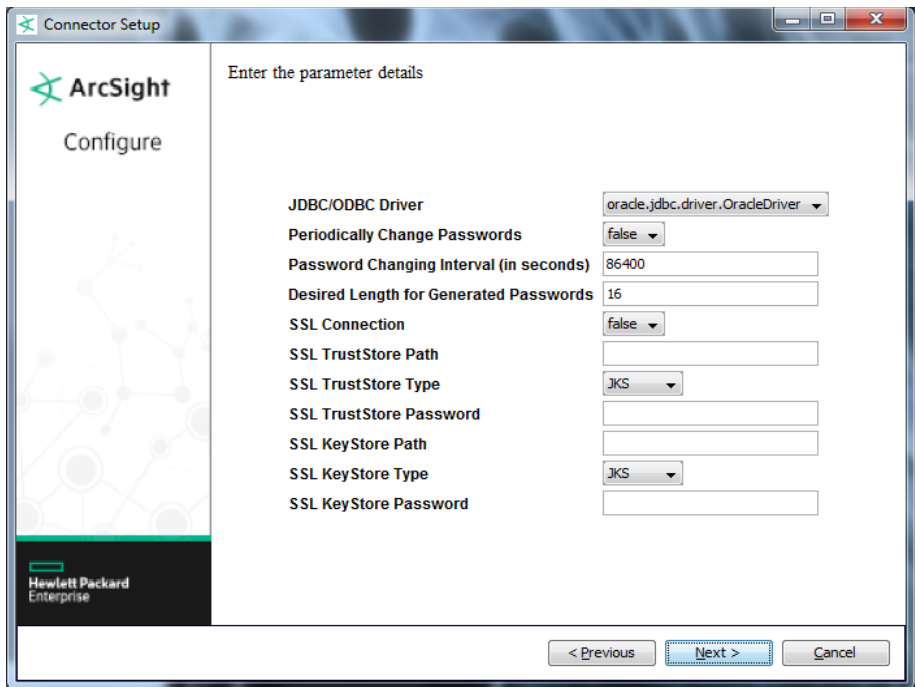 Connector Setup
ArcSight
Configure
Enter the parameter details
JDBC/ODBC Driver oracle.jdbc.driver.OracleDriver
Periodically Change Passwords false
Password Changing Interval (in seconds) 86400
Desired Length for Generated Passwords 16
SSL Connection false
SSL TrustStore Path
SSL TrustStore Type JKS
SSL TrustStore Password
SSL KeyStore Path
SSL KeyStore Type JKS
SSL KeyStore Password
Hewlett Packard
Enterprise
< Previous Next > Cancel